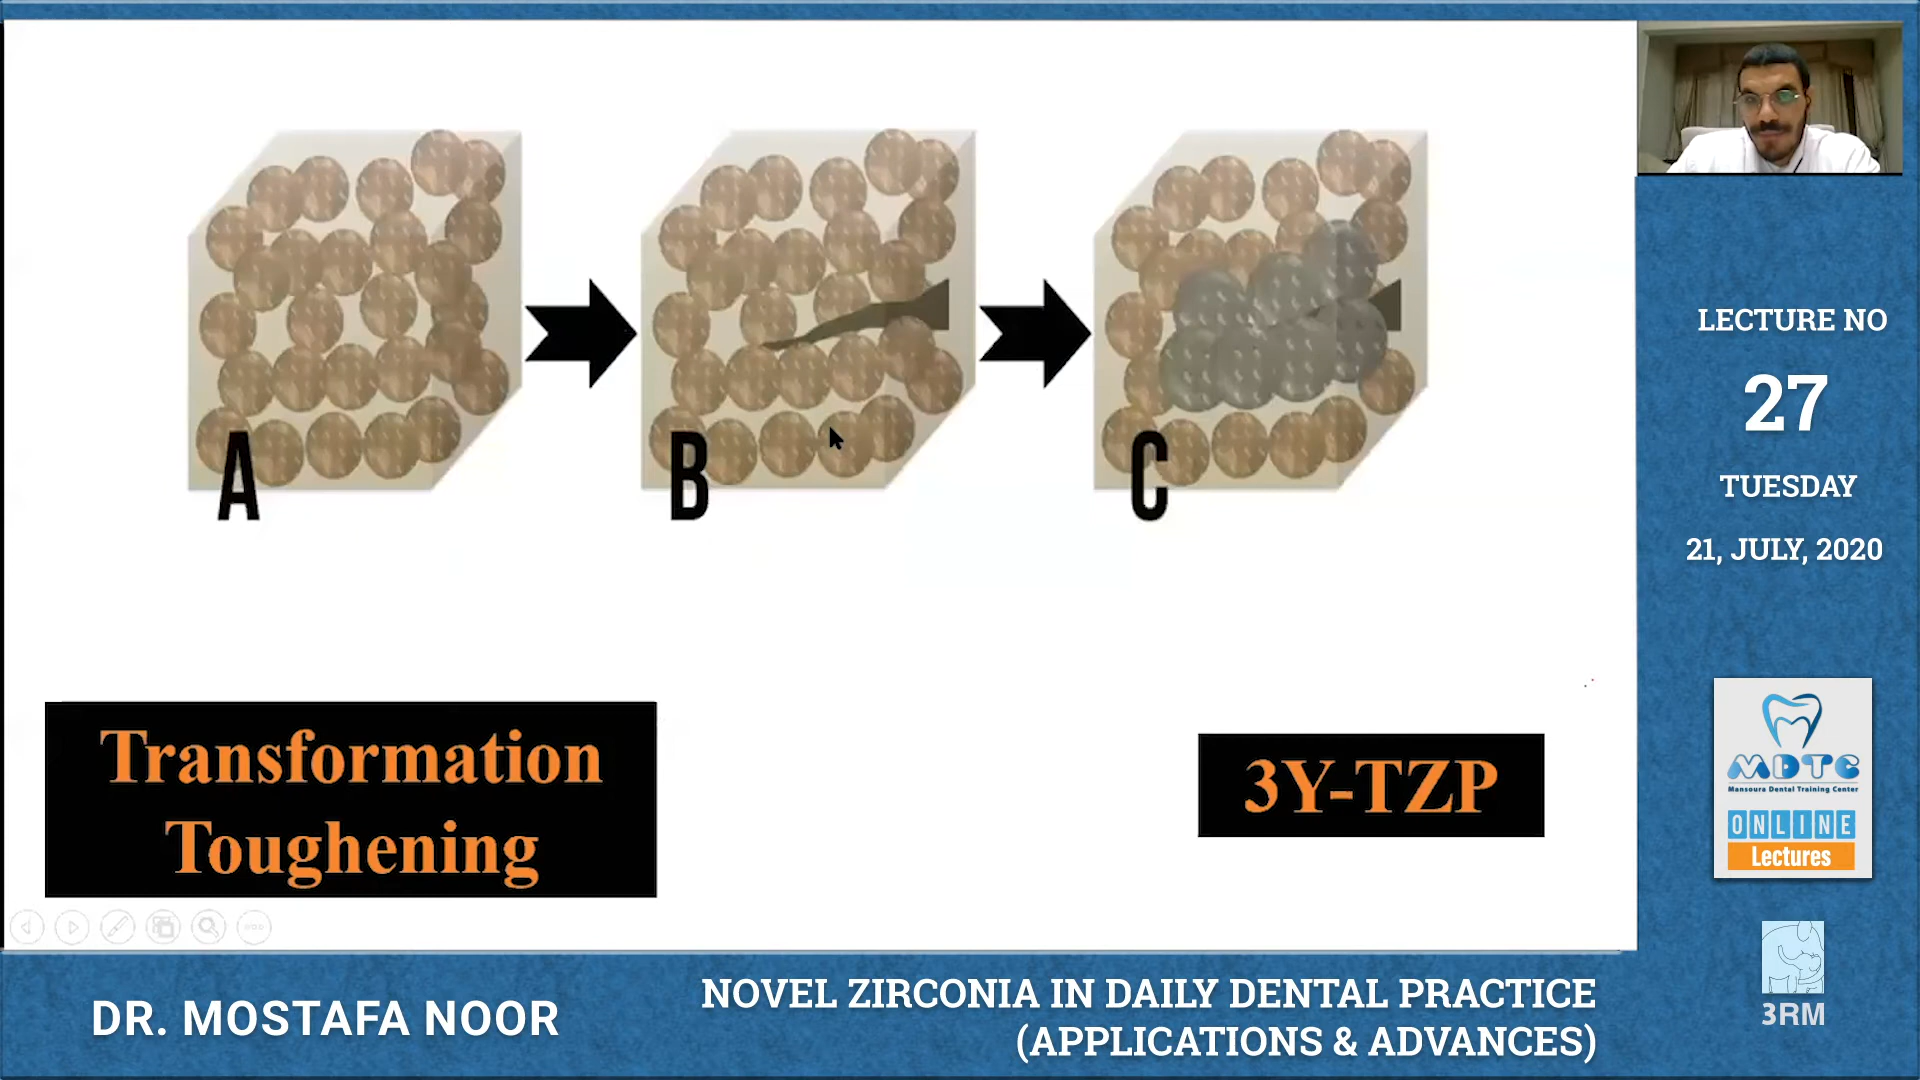 A
B
C
Transformation
Toughening
3Y-TZP
LECTURE NO
27
TUESDAY
21, JULY, 2020
MDTC
Mansoura Dental Training Center
ONLINE
Lectures
3RM
DR. MOSTAFA NOOR
NOVEL ZIRCONIA IN DAILY DENTAL PRACTICE
(APPLICATIONS & ADVANCES)